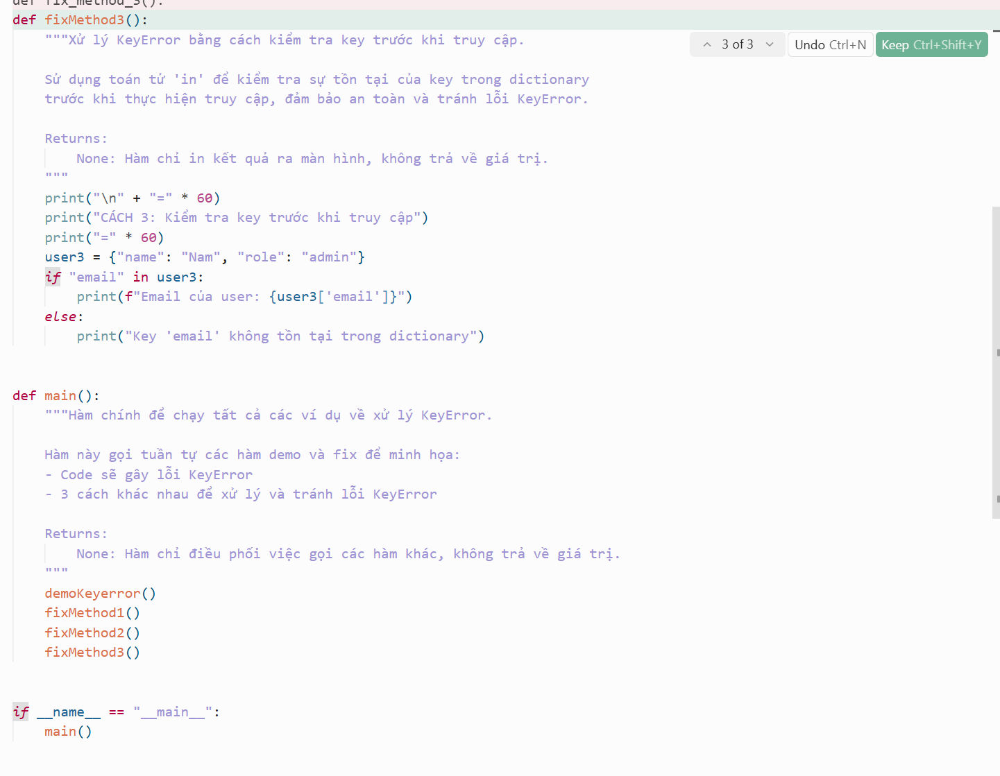 def fix_method_3():
def fixMethod3():
"""Xử lý KeyError bằng cách kiểm tra key trước khi truy cập.
3 of 3 Undo Ctrl+N Keep Ctrl+Shift+Y
Sử dụng toán tử 'in' để kiểm tra sự tồn tại của key trong dictionary
trước khi thực hiện truy cập, đảm bảo an toàn và tránh lỗi KeyError.
Returns:
None: Hàm chỉ in kết quả ra màn hình, không trả về giá trị.
"""
print("\n" + "=" * 60)
print("CÁCH 3: Kiểm tra key trước khi truy cập")
print("=" * 60)
user3 = {"name": "Nam", "role": "admin"}
if "email" in user3:
print(f"Email của user: {user3['email']}")
else:
print("Key 'email' không tồn tại trong dictionary")
def main():
"""Hàm chính để chạy tất cả các ví dụ về xử lý KeyError.
Hàm này gọi tuần tự các hàm demo và fix để minh họa:
- Code sẽ gây lỗi KeyError
- 3 cách khác nhau để xử lý và tránh lỗi KeyError
Returns:
None: Hàm chỉ điều phối việc gọi các hàm khác, không trả về giá trị.
"""
demoKeyerror()
fixMethod1()
fixMethod2()
fixMethod3()
if __name__ == "__main__":
main()